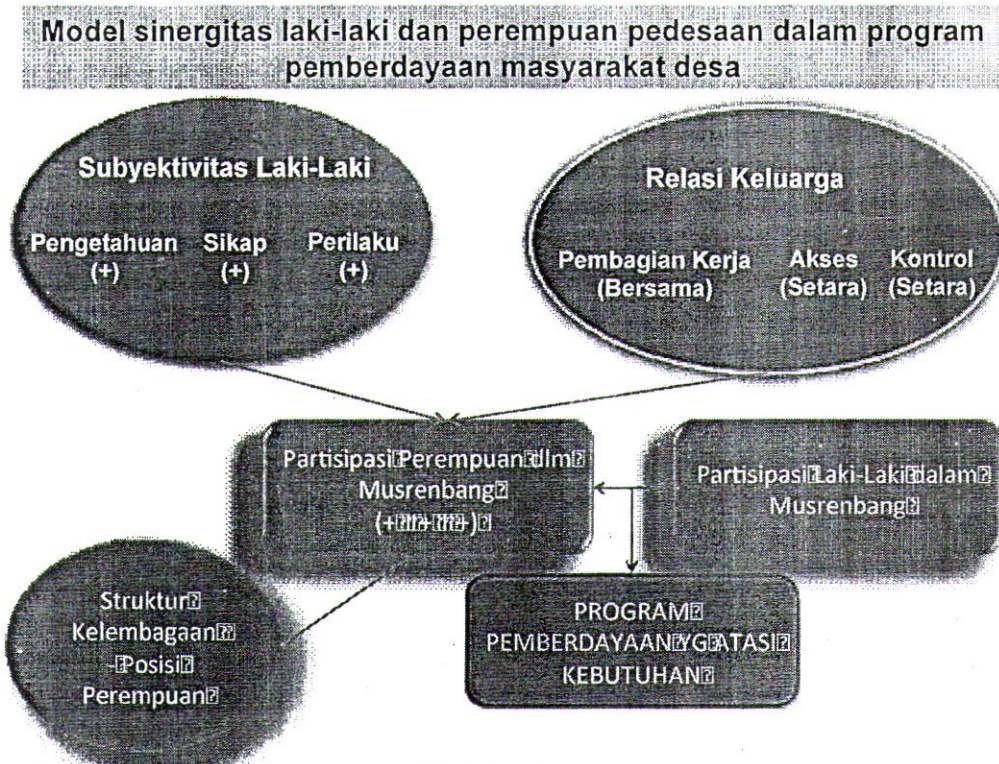 Model sinergitas laki-laki dan perempuan pedesaan dalam program
pemberdayaan masyarakat desa
Subyektivitas Laki-Laki
Pengetahuan Sikap Perilaku
(+) (+) (+)
Relasi Keluarga
Pembagian Kerja Akses Kontrol
(Bersama) (Setara) (Setara)
Partisipasi Perempuan dlm
Musrenbang
(+ + +)
Partisipasi Laki-Laki dalam
Musrenbang
Struktur
Kelembagaan
- Posisi
Perempuan
PROGRAM
PEMBERDAYAAN YG ATASI
KEBUTUHAN